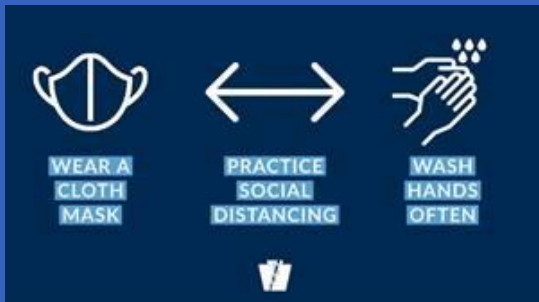 WEAR A
CLOTH
MASK
PRACTICE
SOCIAL
DISTANCING
WASH
HANDS
OFTEN